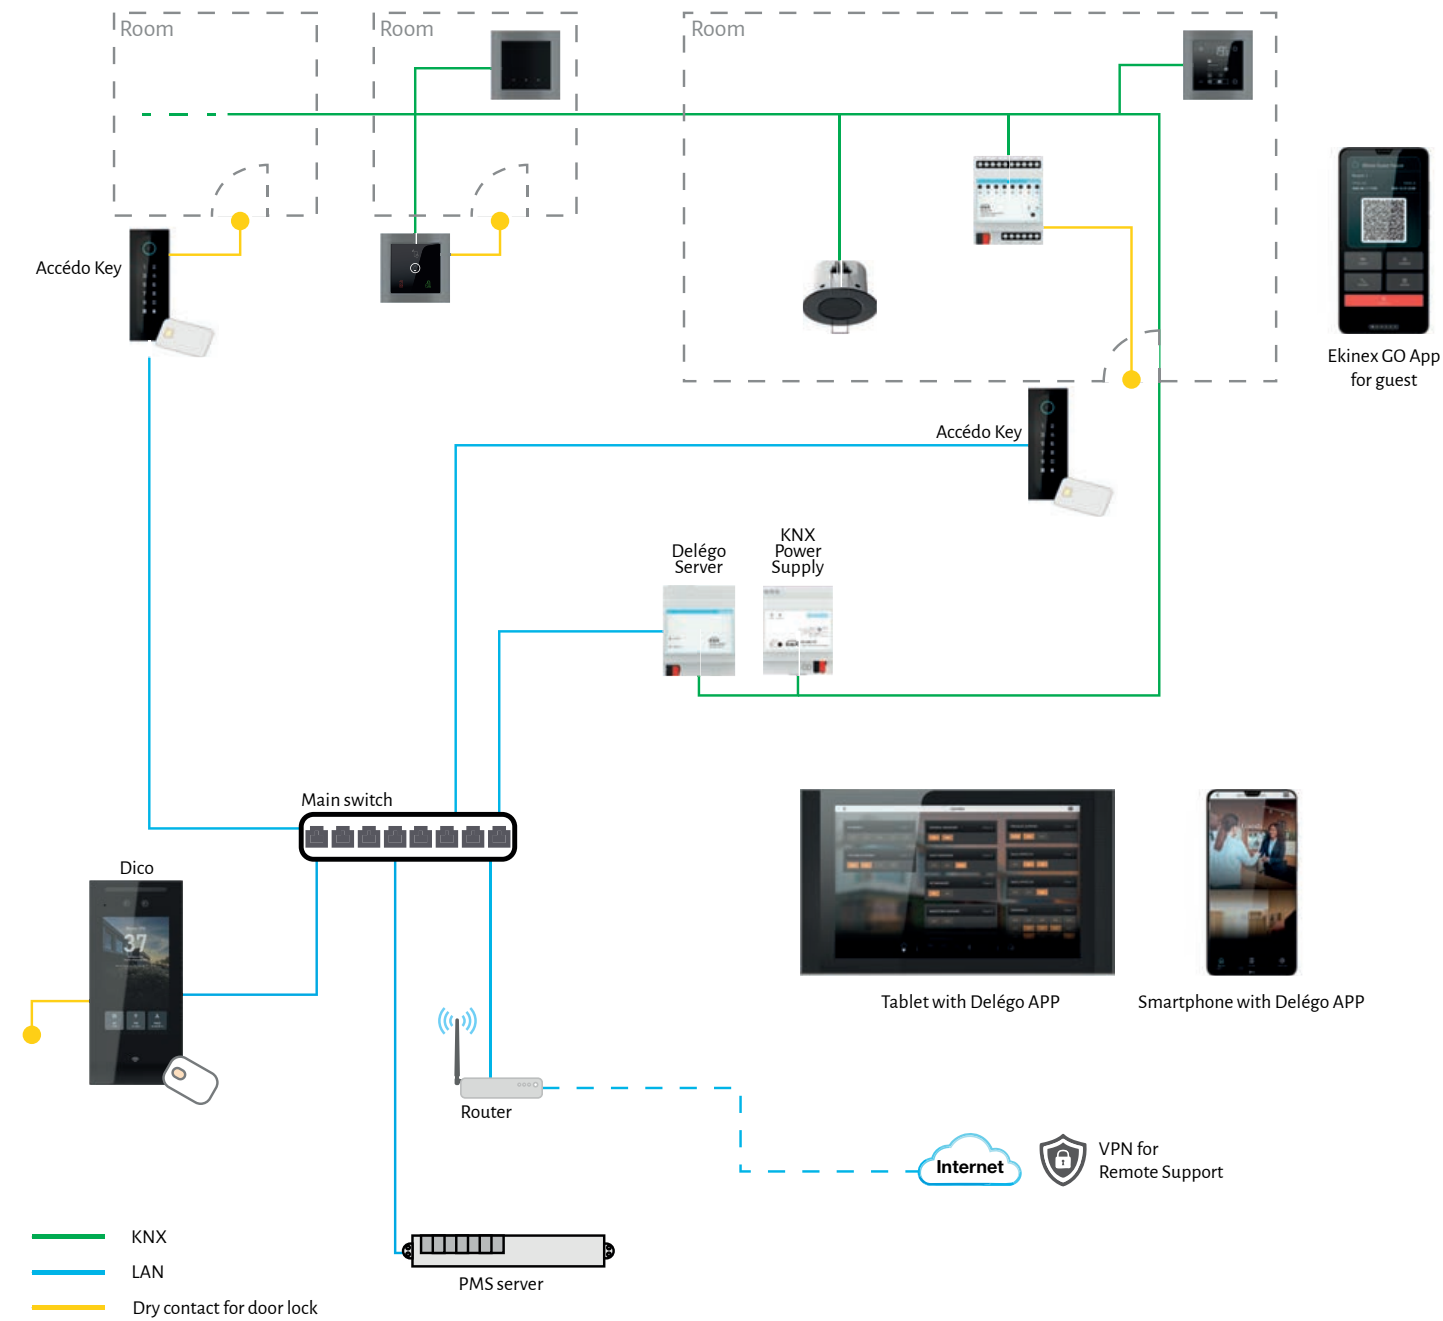 Room
Room
Room
Accédo Key
Ekinex GO App
for guest
Accédo Key
Delégo
Server
KNX
Power
Supply
Main switch
Dico
37
Tablet with Delégo APP
Smartphone with Delégo APP
Router
Internet
VPN for
Remote Support
KNX
LAN
PMS server
Dry contact for door lock